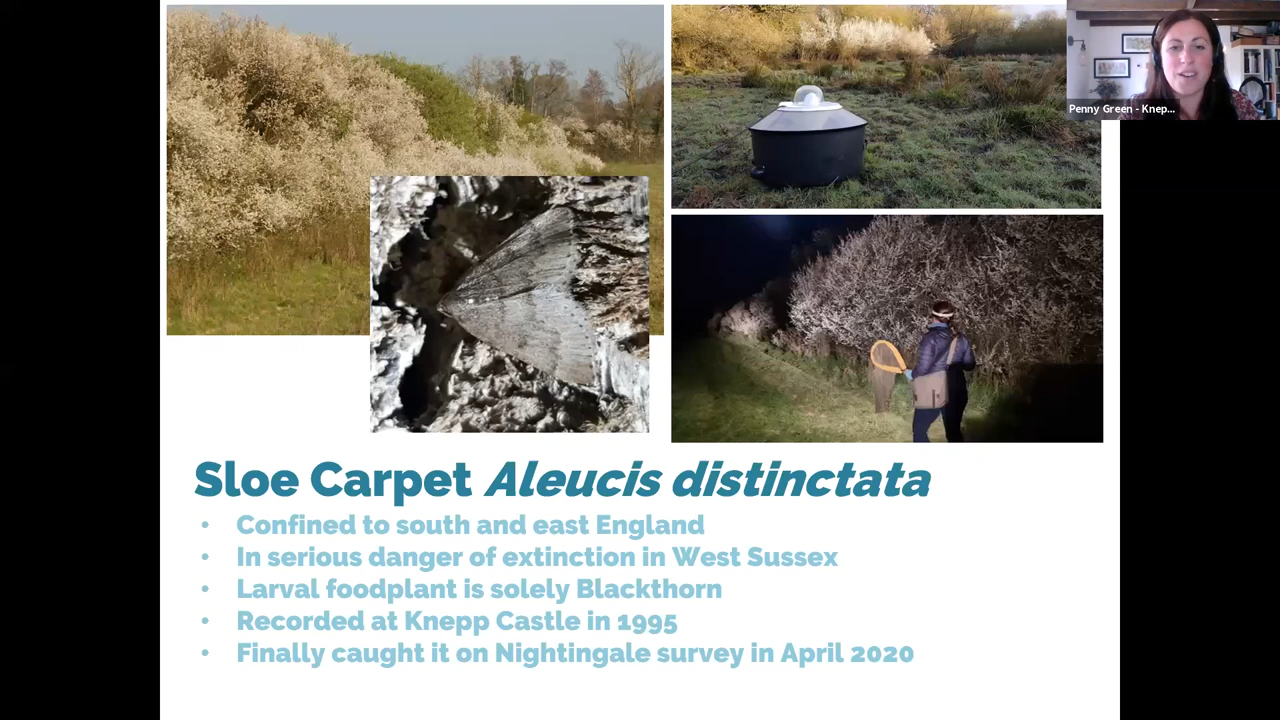 Penny Green - Knep...
Sloe Carpet Aleucis distinctata
• Confined to south and east England
• In serious danger of extinction in West Sussex
• Larval foodplant is solely Blackthorn
• Recorded at Knepp Castle in 1995
• Finally caught it on Nightingale survey in April 2020